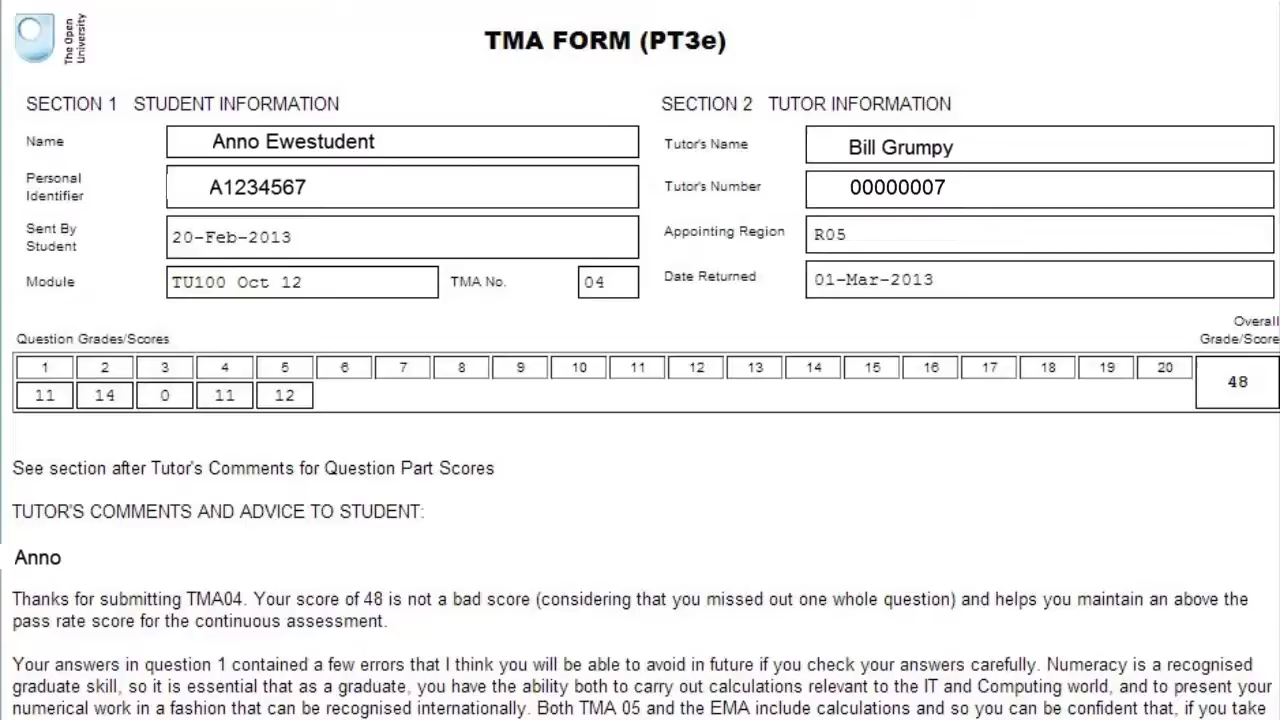 The Open
University
TMA FORM (PT3e)
SECTION 1 STUDENT INFORMATION
Name Anno Ewestudent
Personal
Identifier A1234567
Sent By
Student 20-Feb-2013
Module TU100 Oct 12 TMA No. 04
SECTION 2 TUTOR INFORMATION
Tutor's Name Bill Grumpy
Tutor's Number 00000007
Appointing Region R05
Date Returned 01-Mar-2013
Question Grades/Scores
Overall
Grade/Score
1 2 3 4 5 6 7 8 9 10 11 12 13 14 15 16 17 18 19 20
11 14 0 11 12
48
See section after Tutor's Comments for Question Part Scores
TUTOR'S COMMENTS AND ADVICE TO STUDENT:
Anno
Thanks for submitting TMA04. Your score of 48 is not a bad score (considering that you missed out one whole question) and helps you maintain an above the
pass rate score for the continuous assessment.
Your answers in question 1 contained a few errors that I think you will be able to avoid in future if you check your answers carefully. Numeracy is a recognised
graduate skill, so it is essential that as a graduate, you have the ability both to carry out calculations relevant to the IT and Computing world, and to present your
numerical work in a fashion that can be recognised internationally. Both TMA 05 and the EMA include calculations and so you can be confident that, if you take